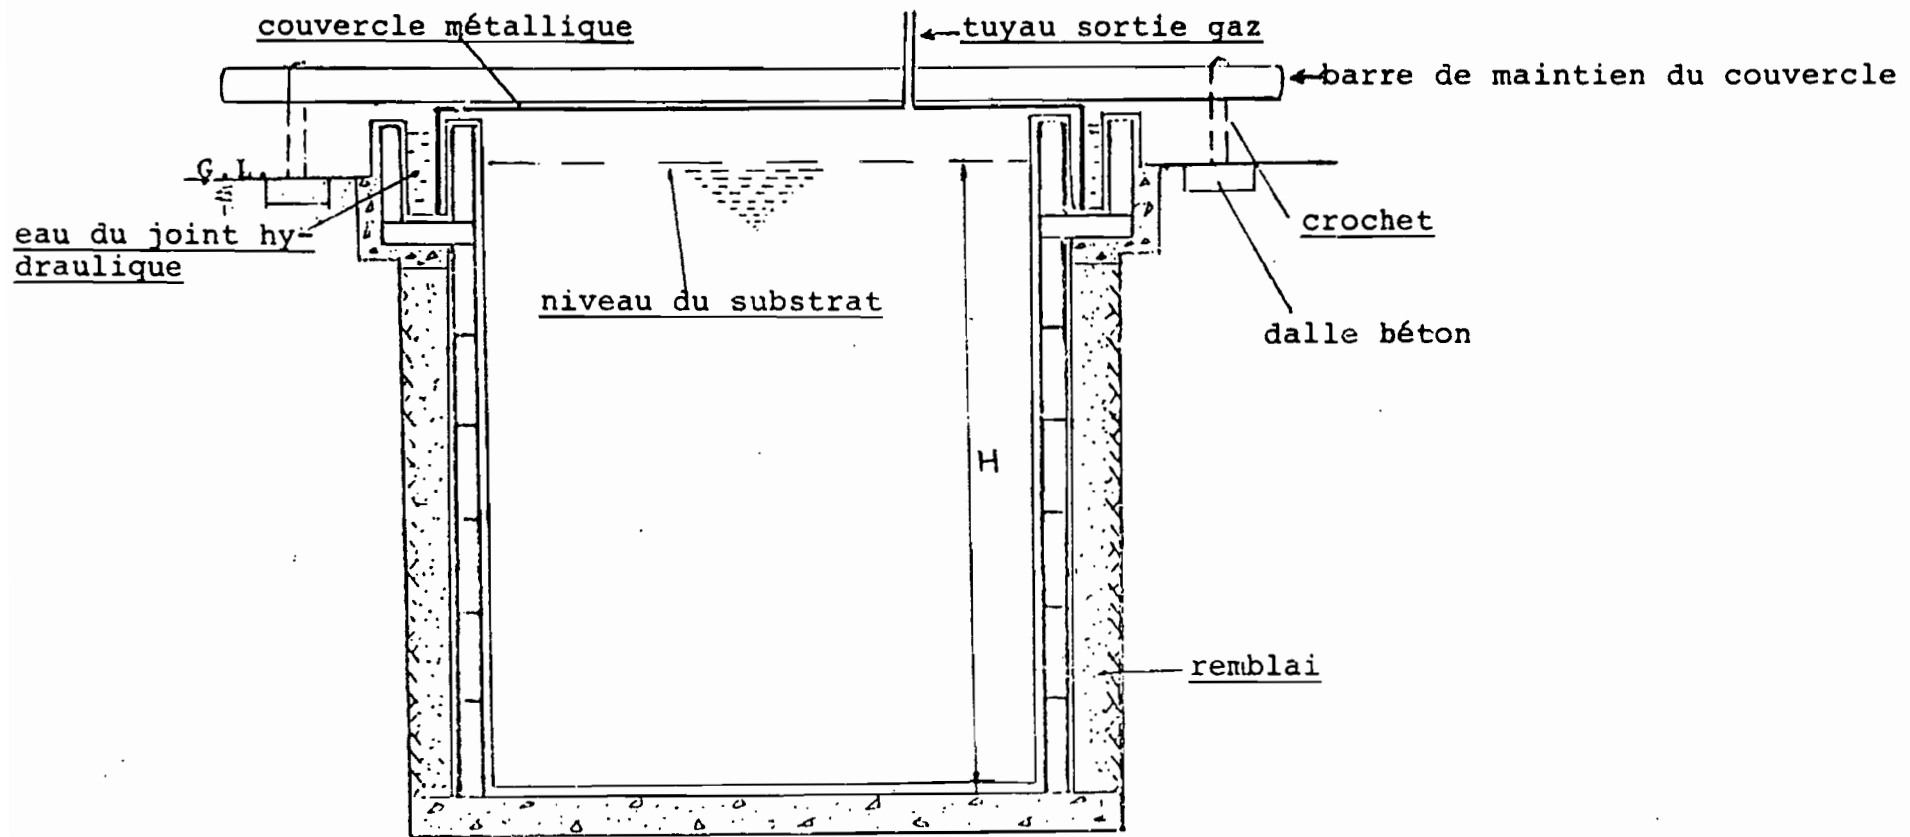 couvercle métallique
tuyau sortie gaz
barre de maintien du couvercle
G.L.
eau du joint hy-
draulique
crochet
niveau du substrat
dalle béton
H
remblai